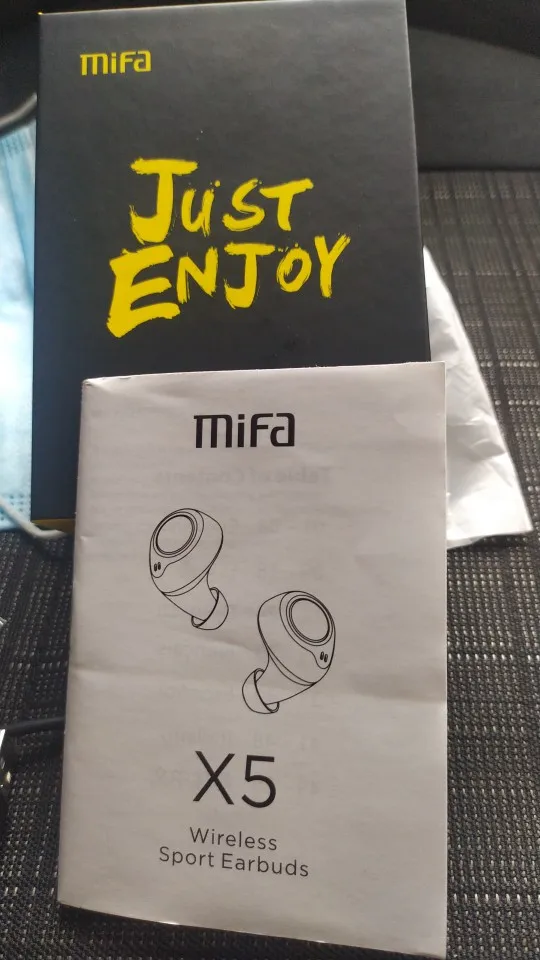 mifa
JUST
ENJOY
mifa
X5
Wireless
Sport Earbuds